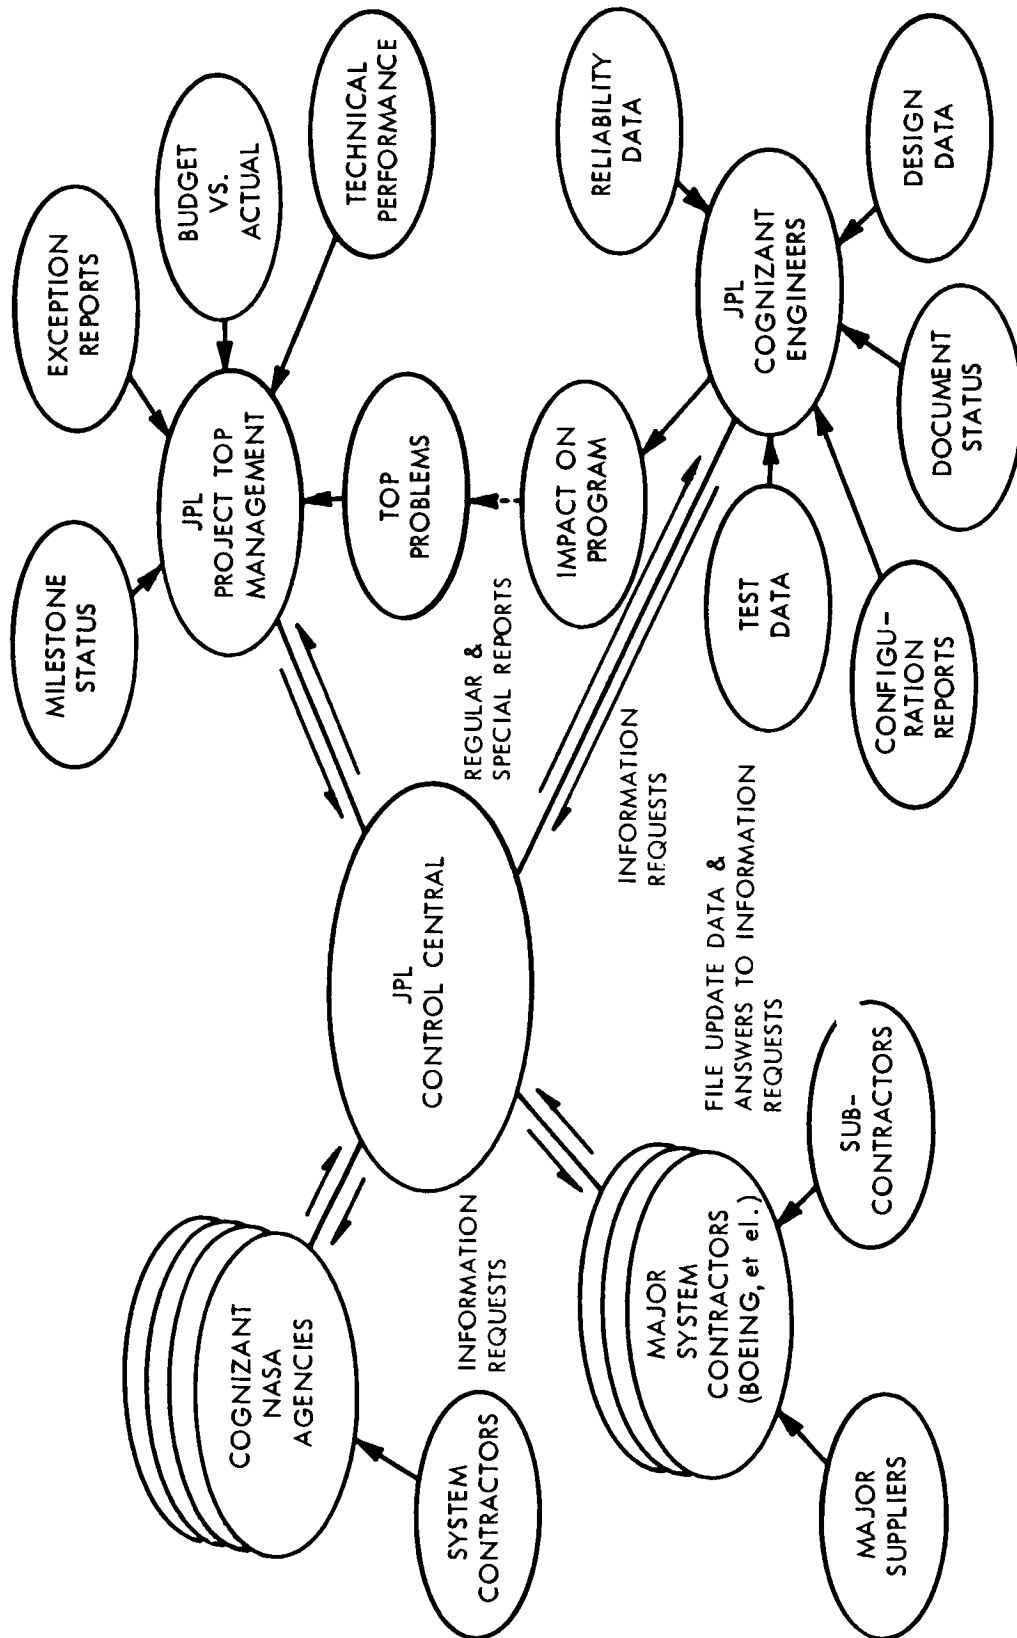 COGNIZANT
NASA
AGENCIES
SYSTEM
CONTRACTORS
INFORMATION
REQUESTS
MAJOR
SYSTEM
CONTRACTORS
(BOEING, et el.)
MAJOR
SUPPLIERS
SUB-
CONTRACTORS
JPL
CONTROL CENTRAL
FILE UPDATE DATA &
ANSWERS TO INFORMATION
REQUESTS
INFORMATION
REQUESTS
REGULAR &
SPECIAL REPORTS
MILESTONE
STATUS
EXCEPTION
REPORTS
BUDGET
VS.
ACTUAL
TECHNICAL
PERFORMANCE
JPL
PROJECT TOP
MANAGEMENT
TOP
PROBLEMS
IMPACT ON
PROGRAM
JPL
COGNIZANT
ENGINEERS
RELIABILITY
DATA
DESIGN
DATA
DOCUMENT
STATUS
TEST
DATA
CONFIGU-
RATION
REPORTS